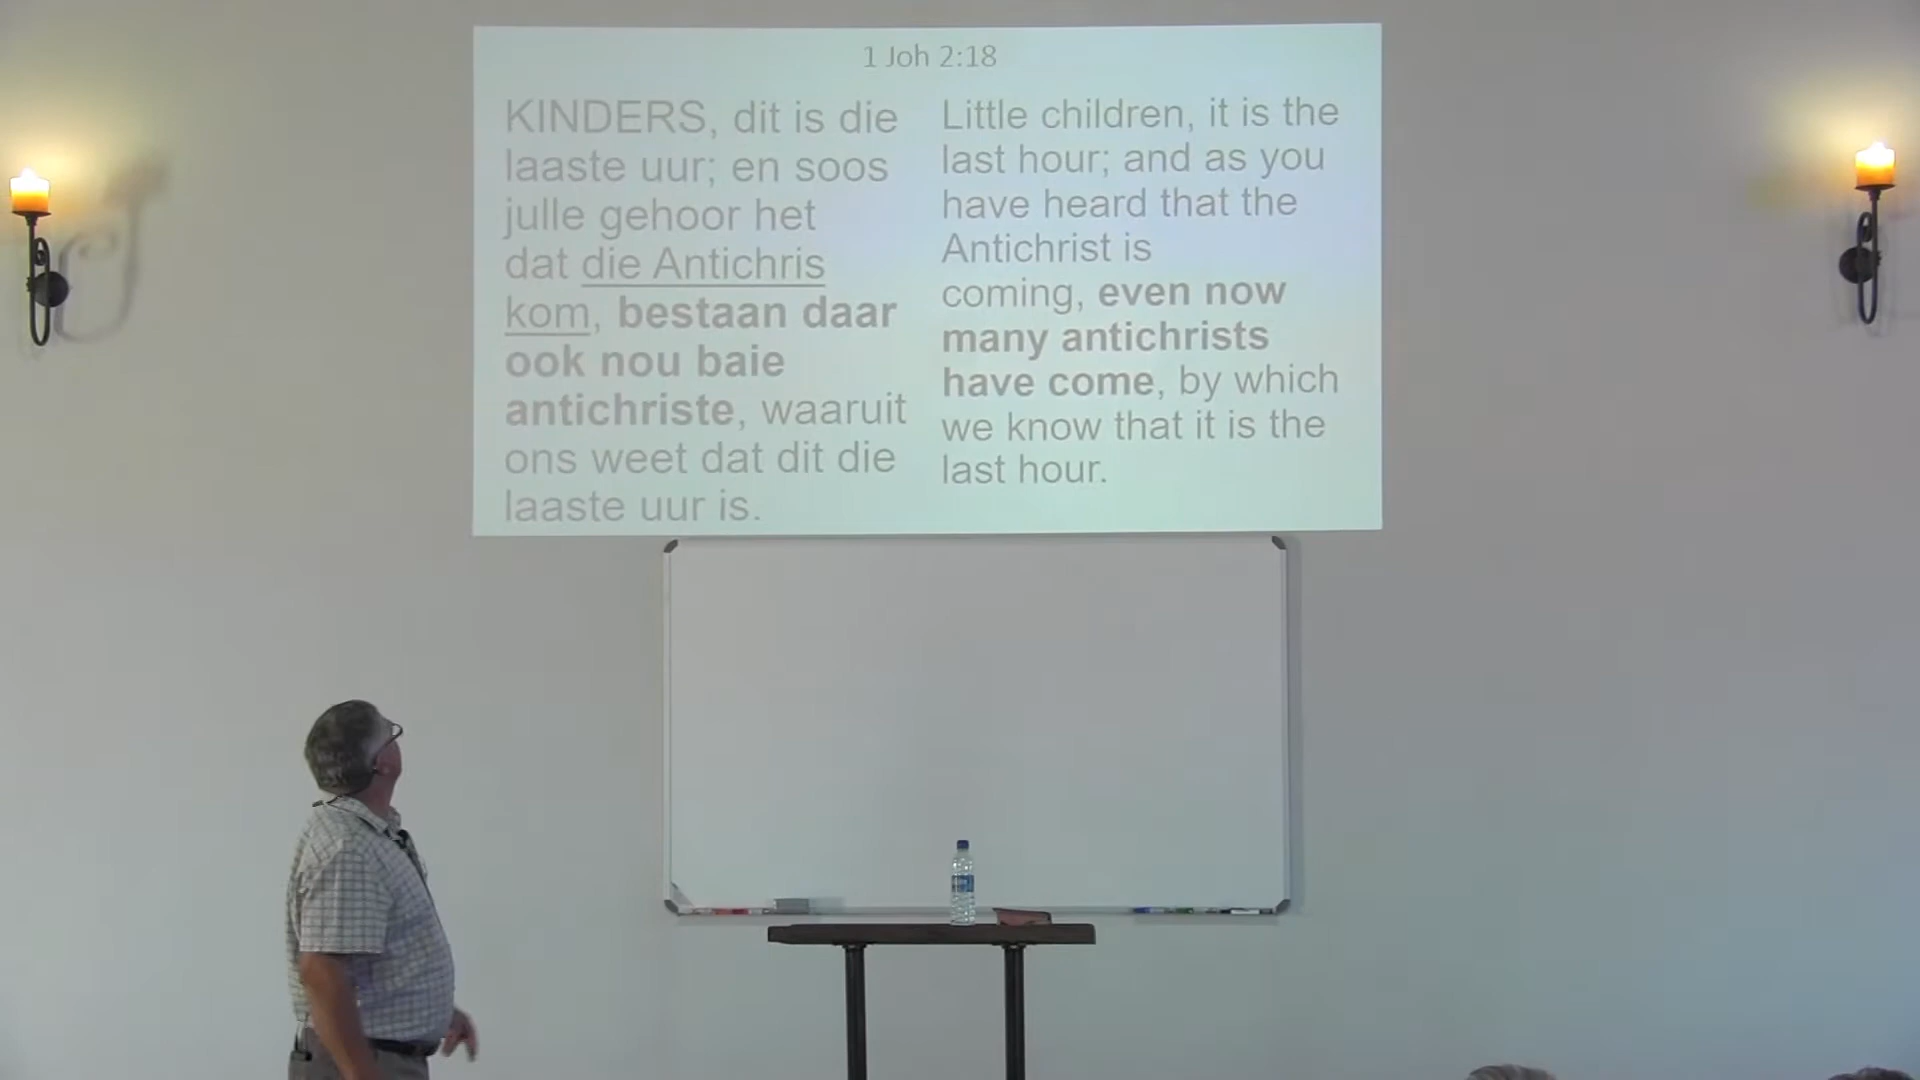 1 Joh 2:18
KINDERS, dit is die
laaste uur; en soos
julle gehoor het
dat die Antichris
kom, bestaan daar
ook nou baie
antichriste, waaruit
ons weet dat dit die
laaste uur is.
Little children, it is the
last hour; and as you
have heard that the
Antichrist is
coming, even now
many antichrists
have come, by which
we know that it is the
last hour.